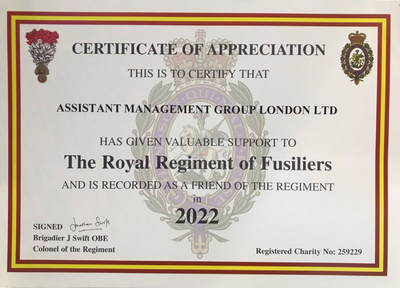 CERTIFICATE OF APPRECIATION
THIS IS TO CERTIFY THAT
ASSISTANT MANAGEMENT GROUP LONDON LTD
HAS GIVEN VALUABLE SUPPORT TO
The Royal Regiment of Fusiliers
AND IS RECORDED AS A FRIEND OF THE REGIMENT
in
2022
SIGNED Jonathan Swift
Brigadier J Swift OBE
Colonel of the Regiment
Registered Charity No: 259229